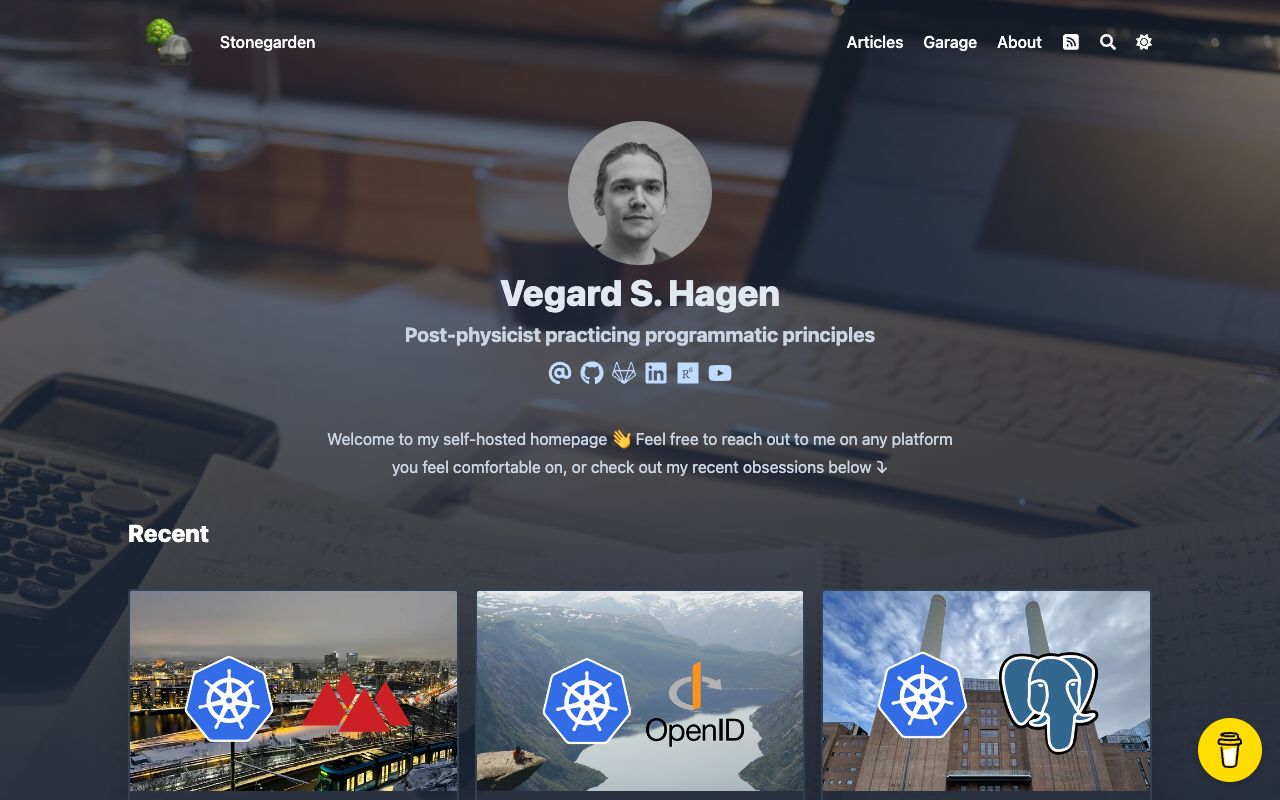 Stonegarden
Articles
Garage
About
Vegard S. Hagen
Post-physicist practicing programmatic principles
Welcome to my self-hosted homepage 👋 Feel free to reach out to me on any platform
you feel comfortable on, or check out my recent obsessions below ⤵
Recent
OpenID